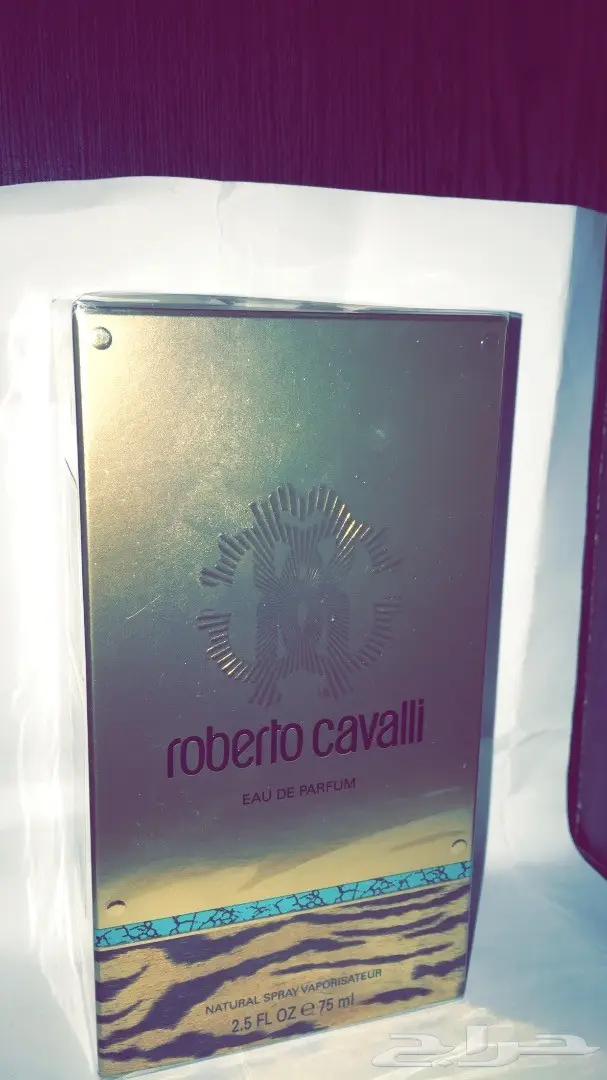 roberto cavalli
EAU DE PARFUM
NATURAL SPRAY VAPORISATEUR
2.5 FL OZ e 75 ml
حراج